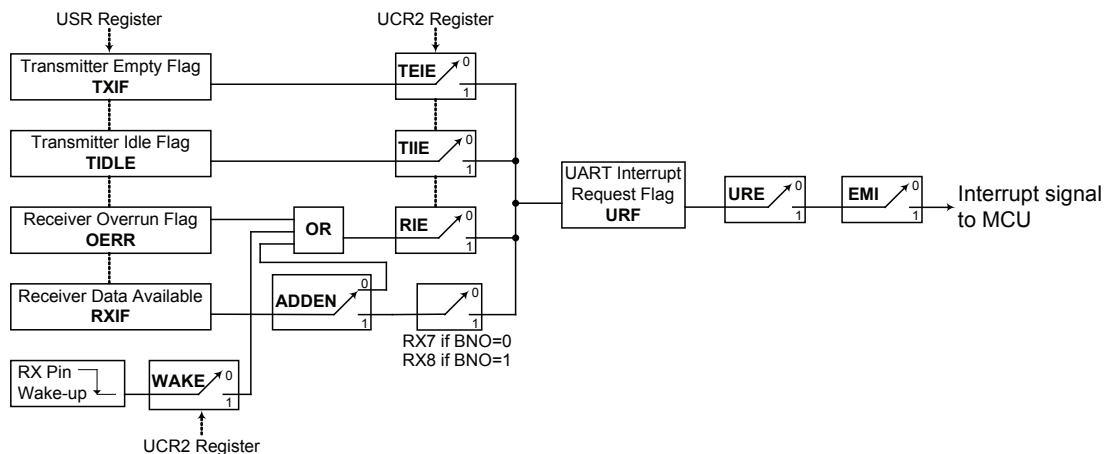 USR Register
UCR2 Register
Transmitter Empty Flag
TXIF
TEIE
0
1
Transmitter Idle Flag
TIDLE
TIIE
0
1
UART Interrupt
Request Flag
URF
URE
0
1
EMI
0
1
Interrupt signal
to MCU
Receiver Overrun Flag
OERR
OR
RIE
0
1
Receiver Data Available
RXIF
ADDEN
0
1
0
1
RX7 if BNO=0
RX8 if BNO=1
RX Pin
Wake-up
WAKE
0
1
UCR2 Register